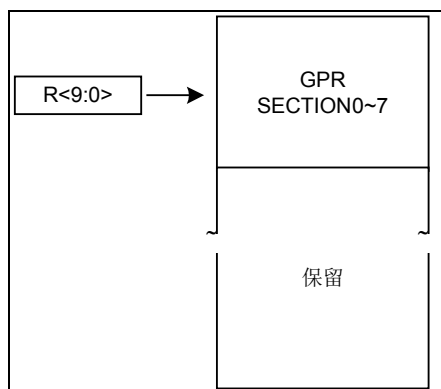 R<9:0>
GPR
SECTION0~7
~ ~
保留